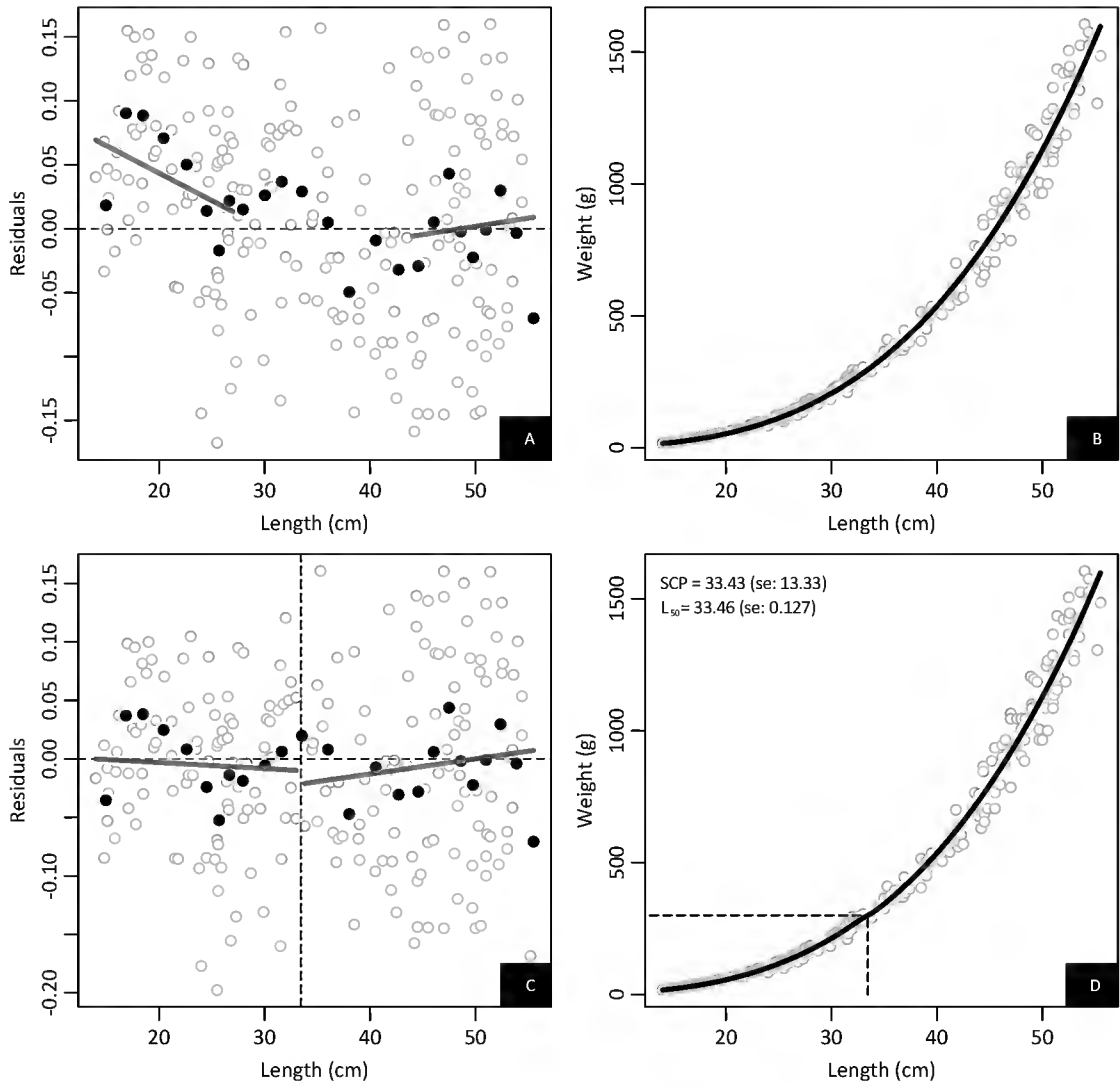 0.15
0.10
0.05
0.00
-0.05
-0.15
Residuals
20 30 40 50
Length (cm)
A
1500
1000
500
0
Weight (g)
20 30 40 50
Length (cm)
B
0.15
0.10
0.05
0.00
-0.10
-0.20
Residuals
20 30 40 50
Length (cm)
C
SCP = 33.43 (se: 13.33)
L₅₀= 33.46 (se: 0.127)
1500
1000
500
0
Weight (g)
20 30 40 50
Length (cm)
D